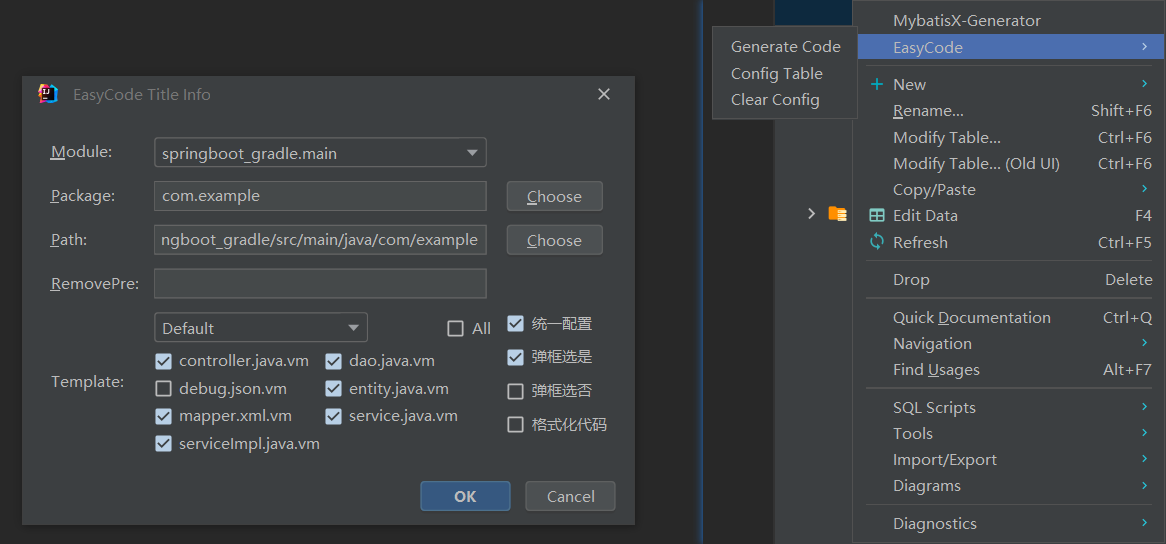 EasyCode Title Info
Module:
springboot_gradle.main
Package:
com.example
Choose
Path:
ngboot_gradle/src/main/java/com/example
Choose
RemovePre:
Default
All
统一配置
弹框选是
弹框选否
格式化代码
Template:
controller.java.vm
dao.java.vm
debug.json.vm
entity.java.vm
mapper.xml.vm
service.java.vm
serviceImpl.java.vm
OK
Cancel
Generate Code
Config Table
Clear Config
MybatisX-Generator
EasyCode
New
Rename... Shift+F6
Modify Table... Ctrl+F6
Modify Table... (Old UI) Ctrl+F6
Copy/Paste
Edit Data F4
Refresh Ctrl+F5
Drop Delete
Quick Documentation Ctrl+Q
Navigation
Find Usages Alt+F7
SQL Scripts
Tools
Import/Export
Diagrams
Diagnostics